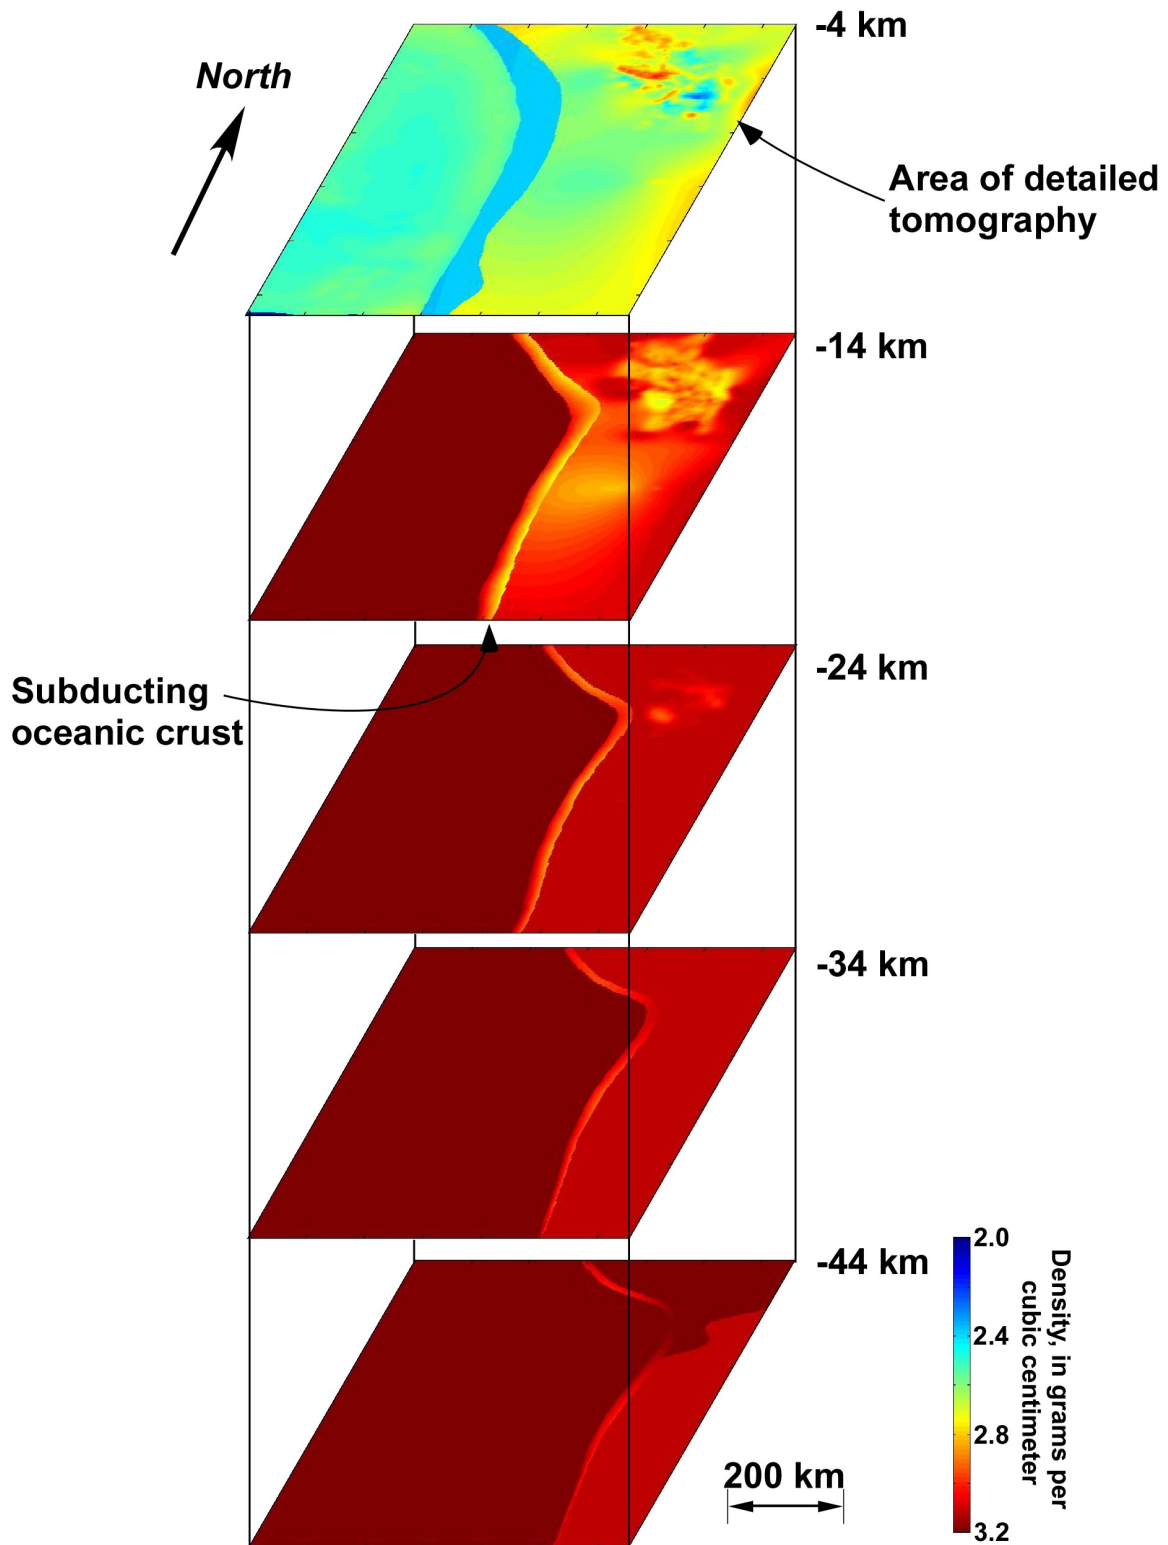 -4 km
North
Area of detailed
tomography
-14 km
-24 km
Subducting
oceanic crust
-34 km
-44 km
2.0
2.4
2.8
3.2
Density, in grams per
cubic centimeter
200 km